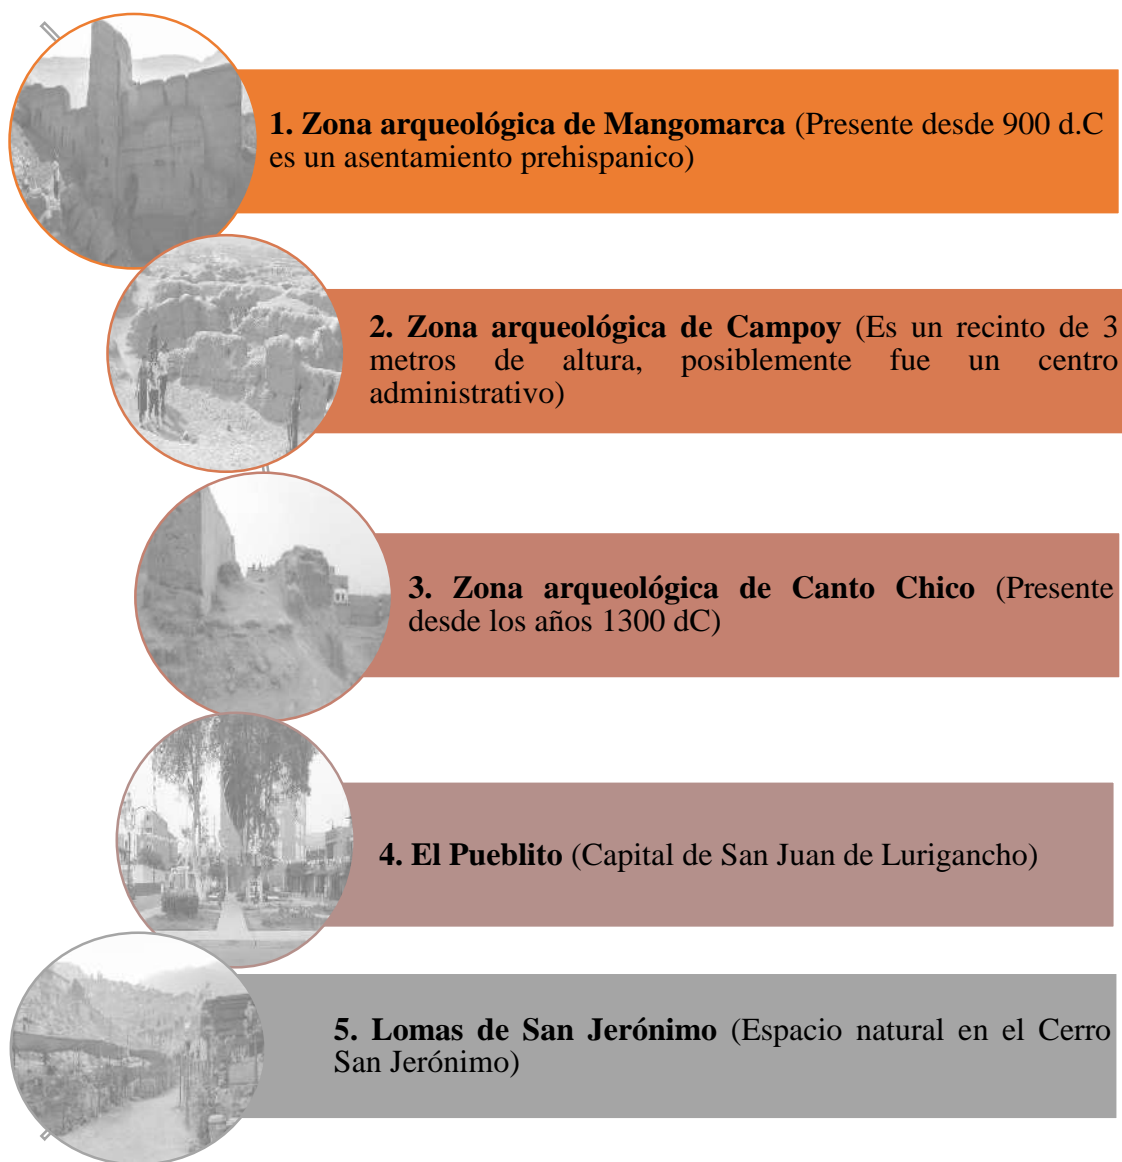 1. Zona arqueológica de Mangomarca (Presente desde 900 d.C
es un asentamiento prehispanico)
2. Zona arqueológica de Campoy (Es un recinto de 3
metros de altura, posiblemente fue un centro
administrativo)
3. Zona arqueológica de Canto Chico (Presente
desde los años 1300 dC)
4. El Pueblito (Capital de San Juan de Lurigancho)
5. Lomas de San Jerónimo (Espacio natural en el Cerro
San Jerónimo)